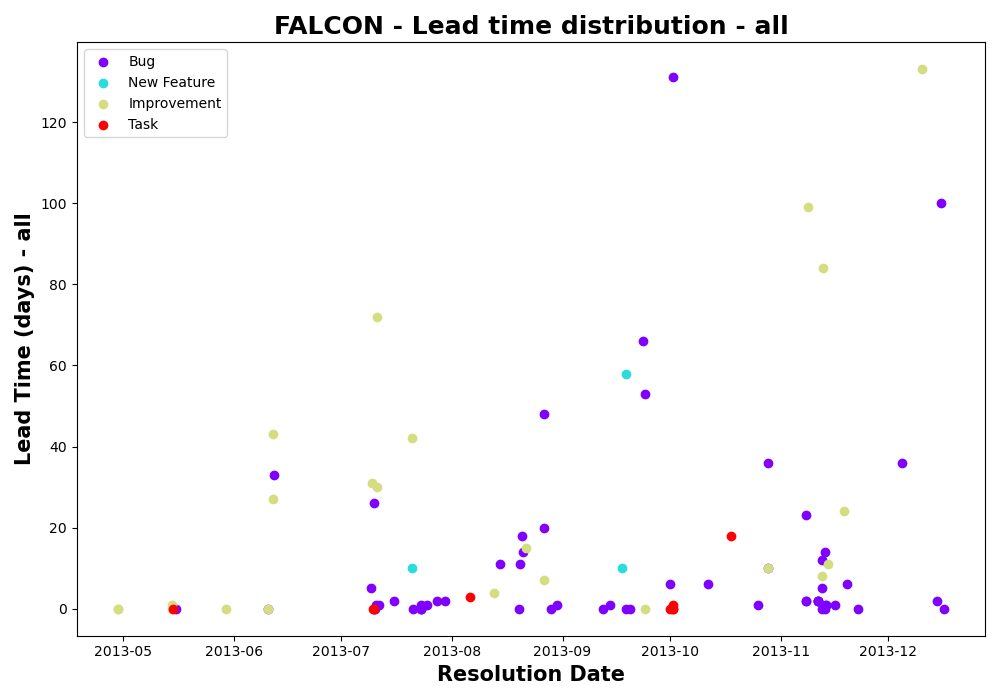 FALCON - Lead time distribution - all
Bug
New Feature
Improvement
Task
Lead Time (days) - all
120
100
80
60
40
20
0
2013-05 2013-06 2013-07 2013-08 2013-09 2013-10 2013-11 2013-12
Resolution Date